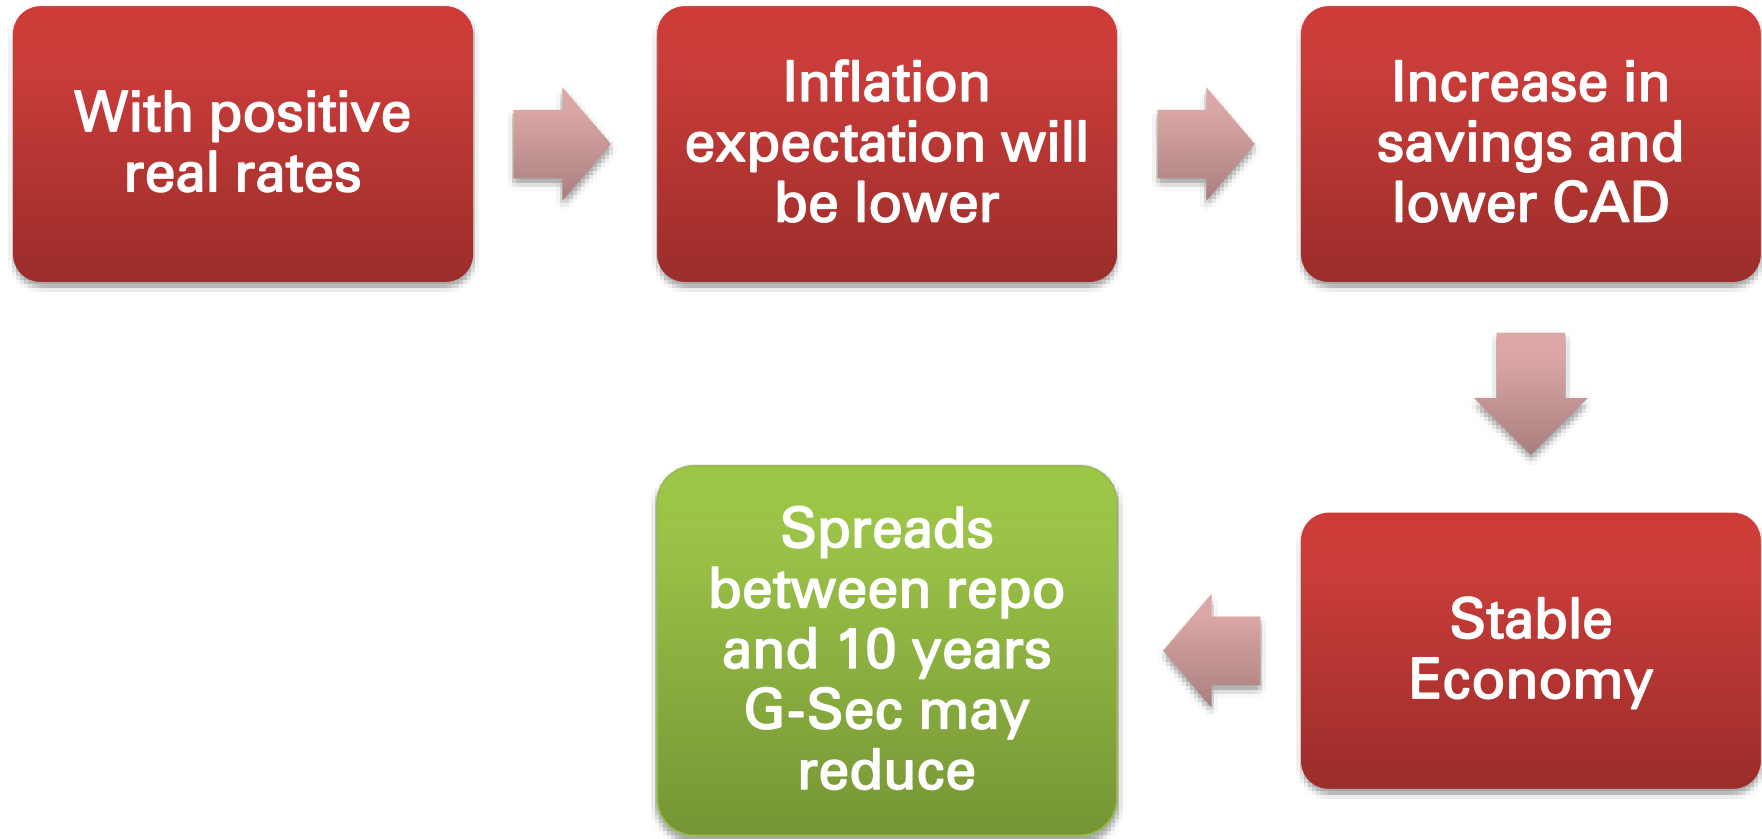 With positive
real rates
Inflation
expectation will
be lower
Increase in
savings and
lower CAD
Stable
Economy
Spreads
between repo
and 10 years
G-Sec may
reduce